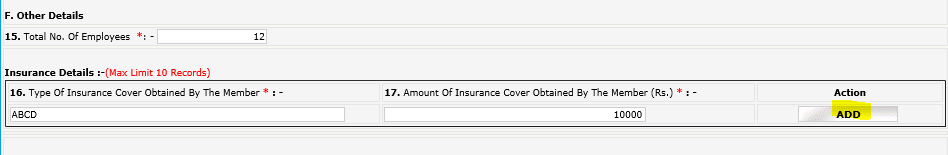 F. Other Details
15. Total No. Of Employees *: - 12
Insurance Details :-(Max Limit 10 Records)
16. Type Of Insurance Cover Obtained By The Member * : - 17. Amount Of Insurance Cover Obtained By The Member (Rs.) * : - Action
ABCD 10000 ADD